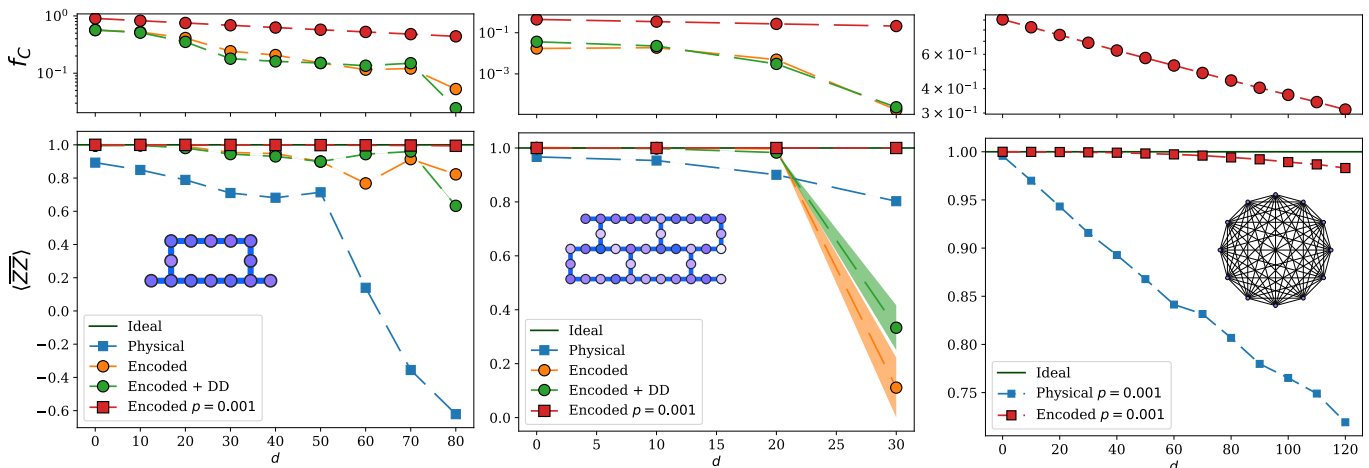 f_C
10⁰
10⁻¹
10⁻¹
10⁻³
6 × 10⁻¹
4 × 10⁻¹
3 × 10⁻¹
⟨Z̅Z̅⟩
1.0
0.8
0.6
0.4
0.2
0.0
−0.2
−0.4
−0.6
0 10 20 30 40 50 60 70 80
d
Ideal
Physical
Encoded
Encoded + DD
Encoded p = 0.001
1.0
0.8
0.6
0.4
0.2
0.0
0 5 10 15 20 25 30
d
Ideal
Physical
Encoded
Encoded + DD
Encoded p = 0.001
1.00
0.95
0.90
0.85
0.80
0.75
0 20 40 60 80 100 120
d
Ideal
Physical p = 0.001
Encoded p = 0.001